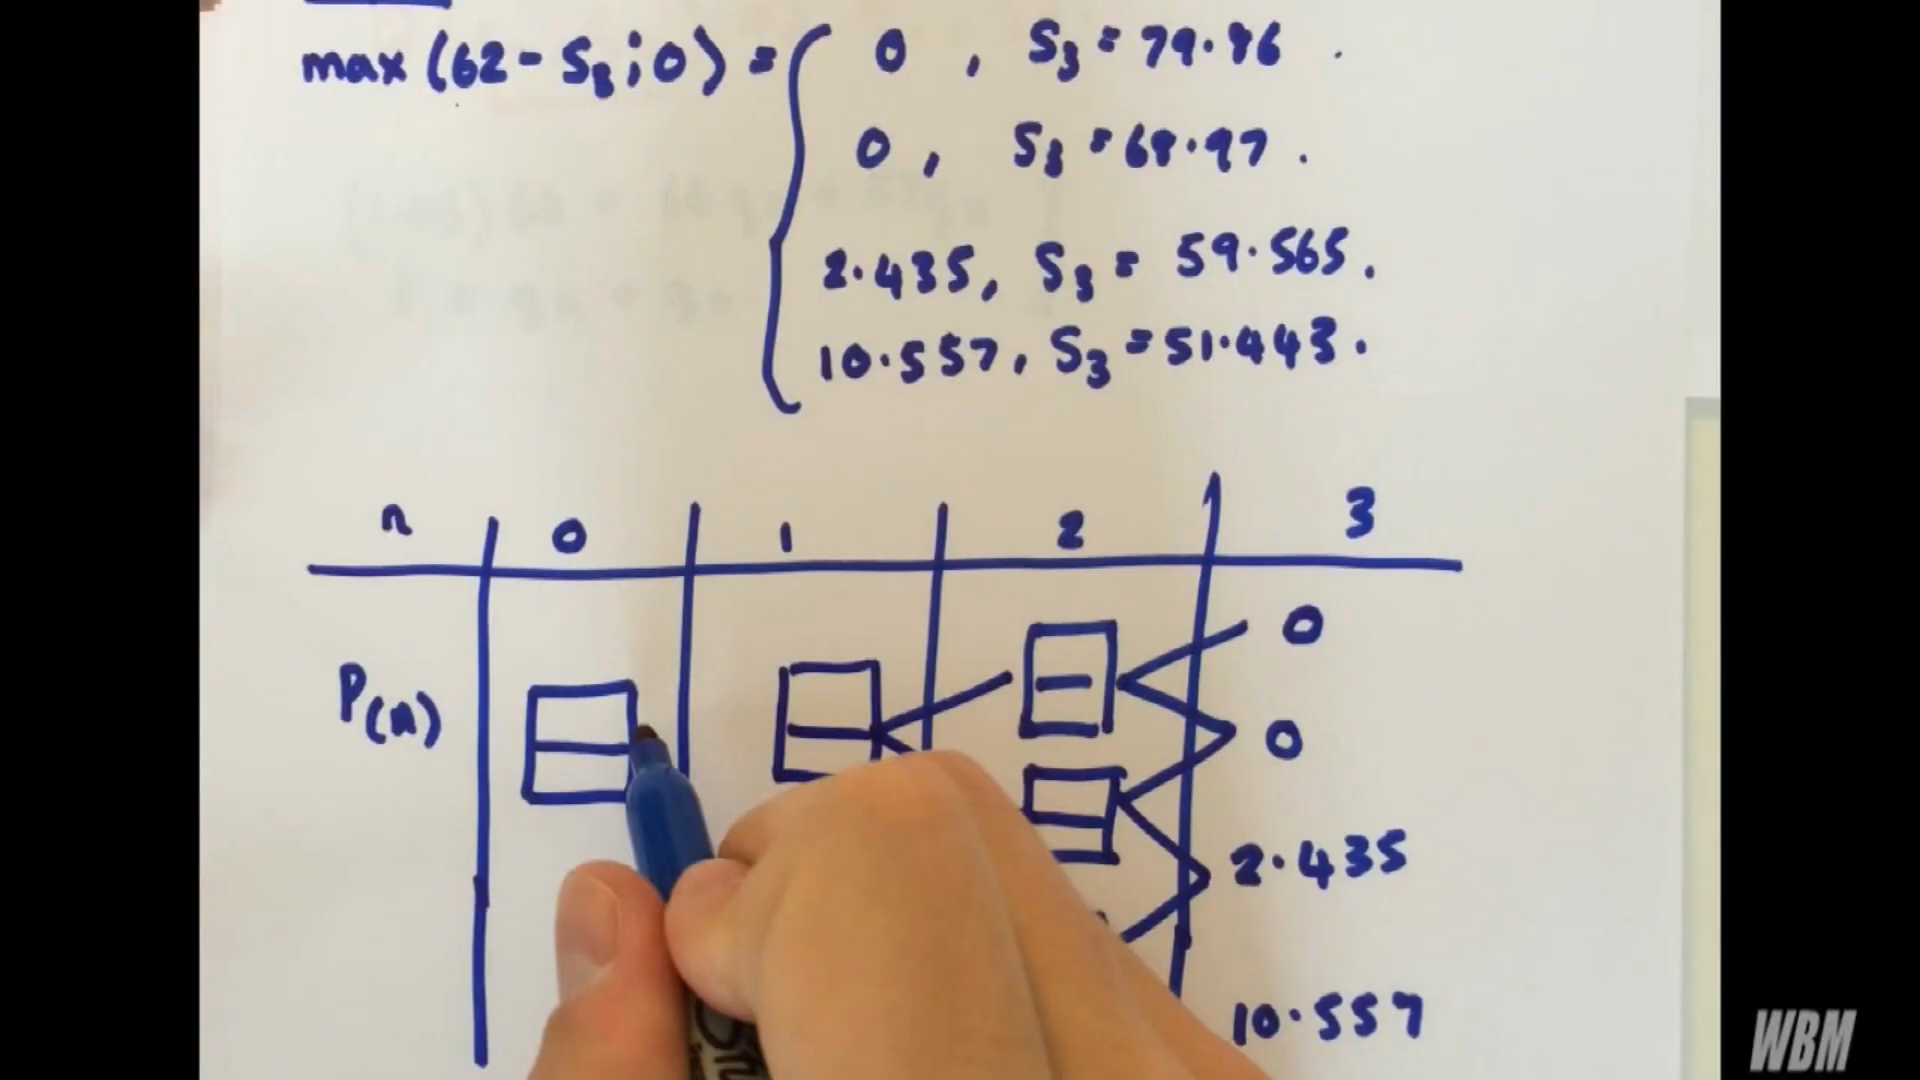 max (62 - S3 ; 0) = { 0 , S3 = 79.86 .
0 , S3 = 68.97 .
2.435, S3 = 59.565 .
10.557, S3 = 51.443 .
n 0 1 2 3
0
P(n)
0
2.435
10.557
WBM